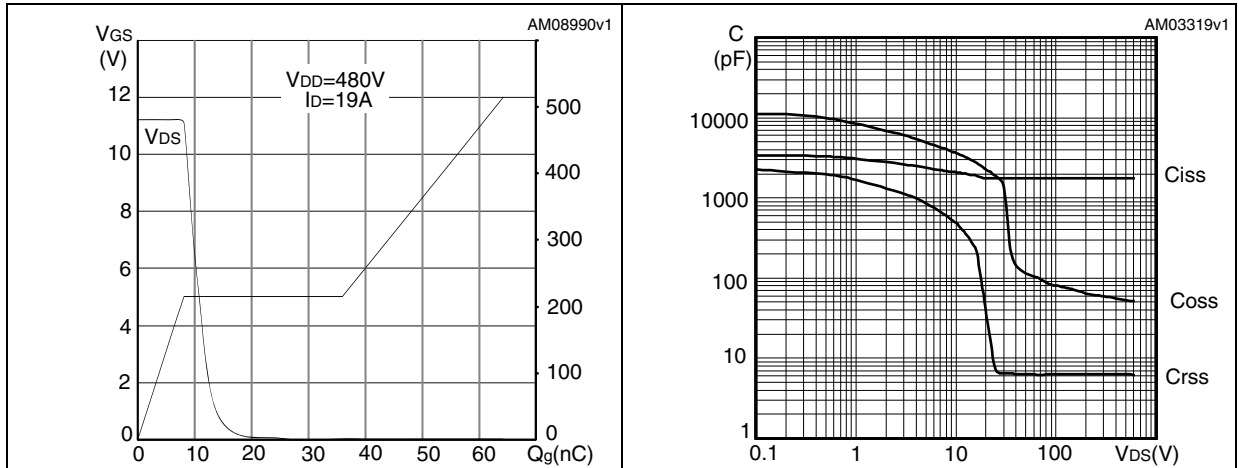 AM08990v1
VGS
(V)
VDD=480V
ID=19A
VDS
12
10
8
6
4
2
0
500
400
300
200
100
0
0 10 20 30 40 50 60 Qg(nC)
AM03319v1
C
(pF)
10000
1000
100
10
1
Ciss
Coss
Crss
0.1 1 10 100 VDS(V)